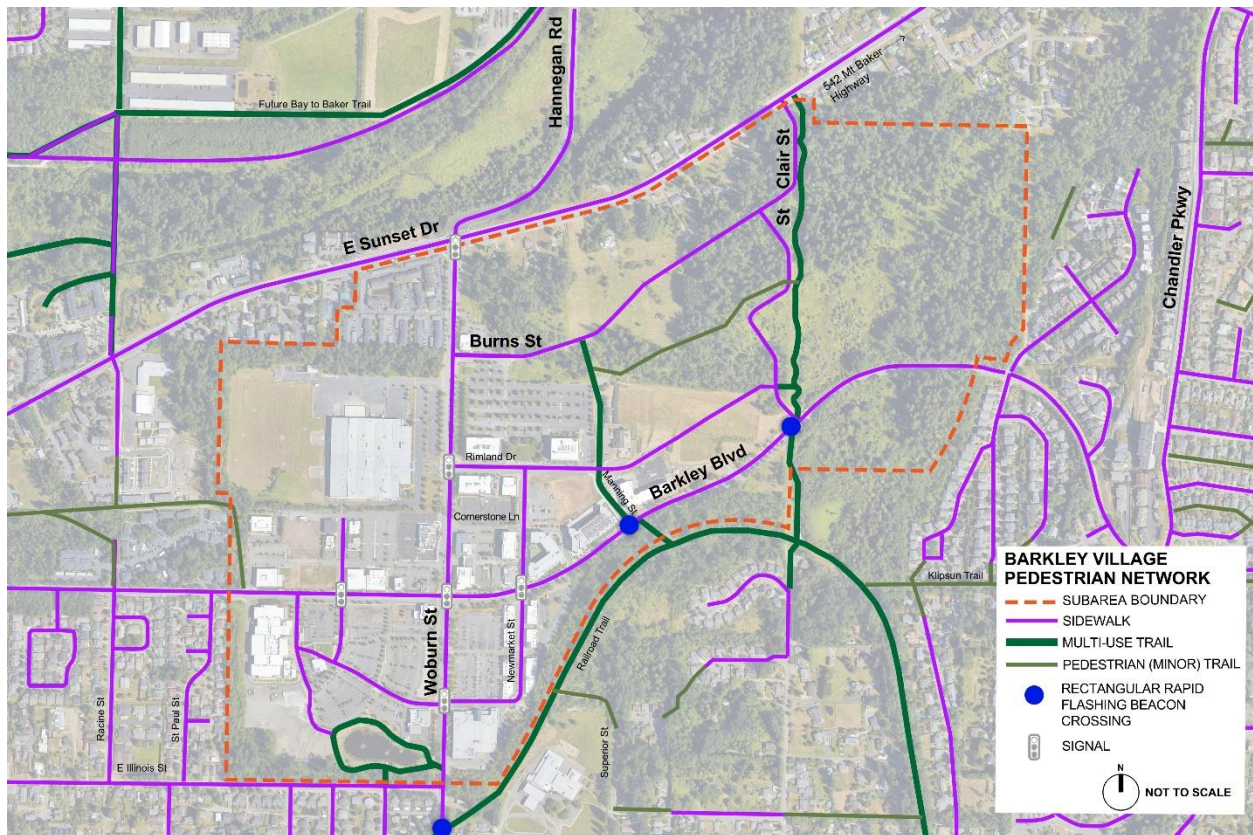 542 Mt Baker
Highway
Hannegan Rd
Future Bay to Baker Trail
St Clair St
E Sunset Dr
Chandler Pkwy
Burns St
Rimland Dr
Barkley Blvd
Manning St
Cornerstone Ln
Klipsun Trail
Woburn St
Newmarket St
Railroad Trail
Racine St
St Paul St
Superior St
E Illinois St
BARKLEY VILLAGE
PEDESTRIAN NETWORK
SUBAREA BOUNDARY
SIDEWALK
MULTI-USE TRAIL
PEDESTRIAN (MINOR) TRAIL
RECTANGULAR RAPID
FLASHING BEACON
CROSSING
SIGNAL
N
NOT TO SCALE